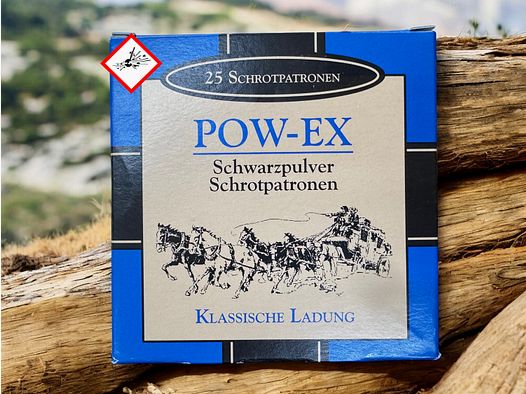 25 Schrotpatronen
POW-EX
Schwarzpulver
Schrotpatronen
Klassische Ladung